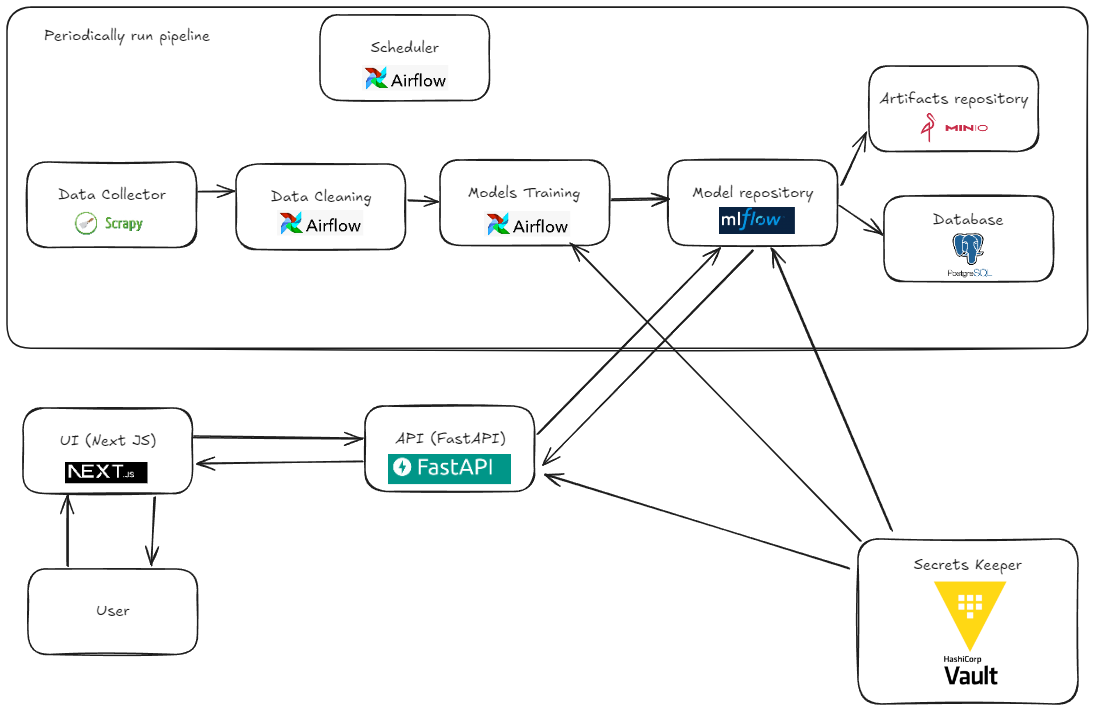 Periodically run pipeline
Scheduler
Airflow
Artifacts repository
MINIO
Data Collector
Scrapy
Data Cleaning
Airflow
Models Training
Airflow
Model repository
mlflow
Database
PostgreSQL
UI (Next JS)
NEXT.JS
API (FastAPI)
FastAPI
User
Secrets Keeper
HashiCorp
Vault